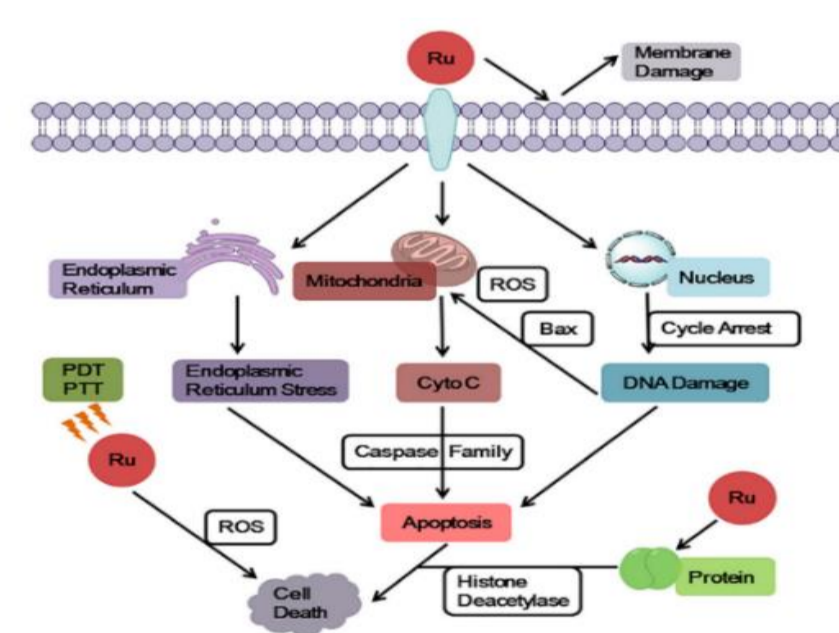 Ru
Membrane
Damage
Endoplasmic
Reticulum
Mitochondria
ROS
Nucleus
Bax
Cycle Arrest
PDT
PTT
Endoplasmic
Reticulum Stress
Cyto C
DNA Damage
Caspase Family
Ru
Ru
ROS
Apoptosis
Protein
Histone
Deacetylase
Cell
Death